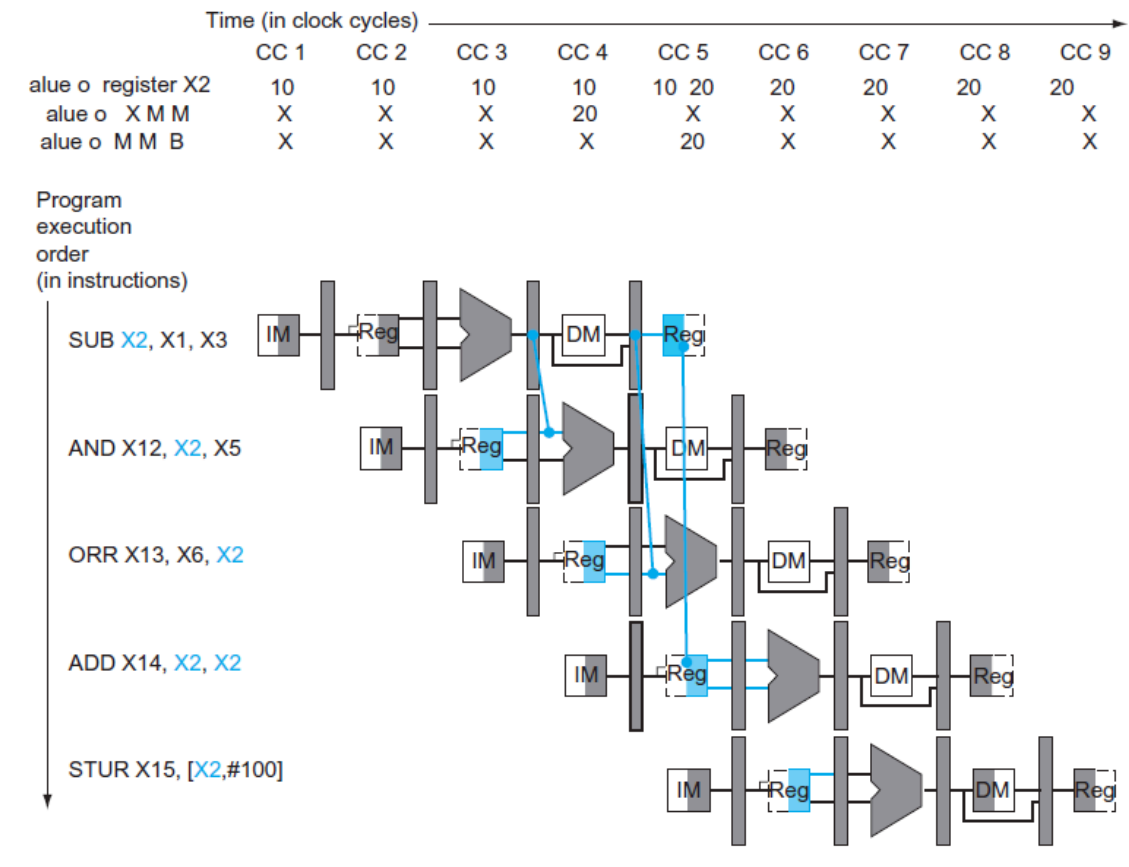 Time (in clock cycles)
CC 1 CC 2 CC 3 CC 4 CC 5 CC 6 CC 7 CC 8 CC 9
alue o register X2 10 10 10 10 10 20 20 20 20 20
alue o X M M X X X 20 X X X X X
alue o M M B X X X X 20 X X X X
Program
execution
order
(in instructions)
SUB X2, X1, X3
IM Reg DM Reg
AND X12, X2, X5
IM Reg DM Reg
ORR X13, X6, X2
IM Reg DM Reg
ADD X14, X2, X2
IM Reg DM Reg
STUR X15, [X2,#100]
IM Reg DM Reg